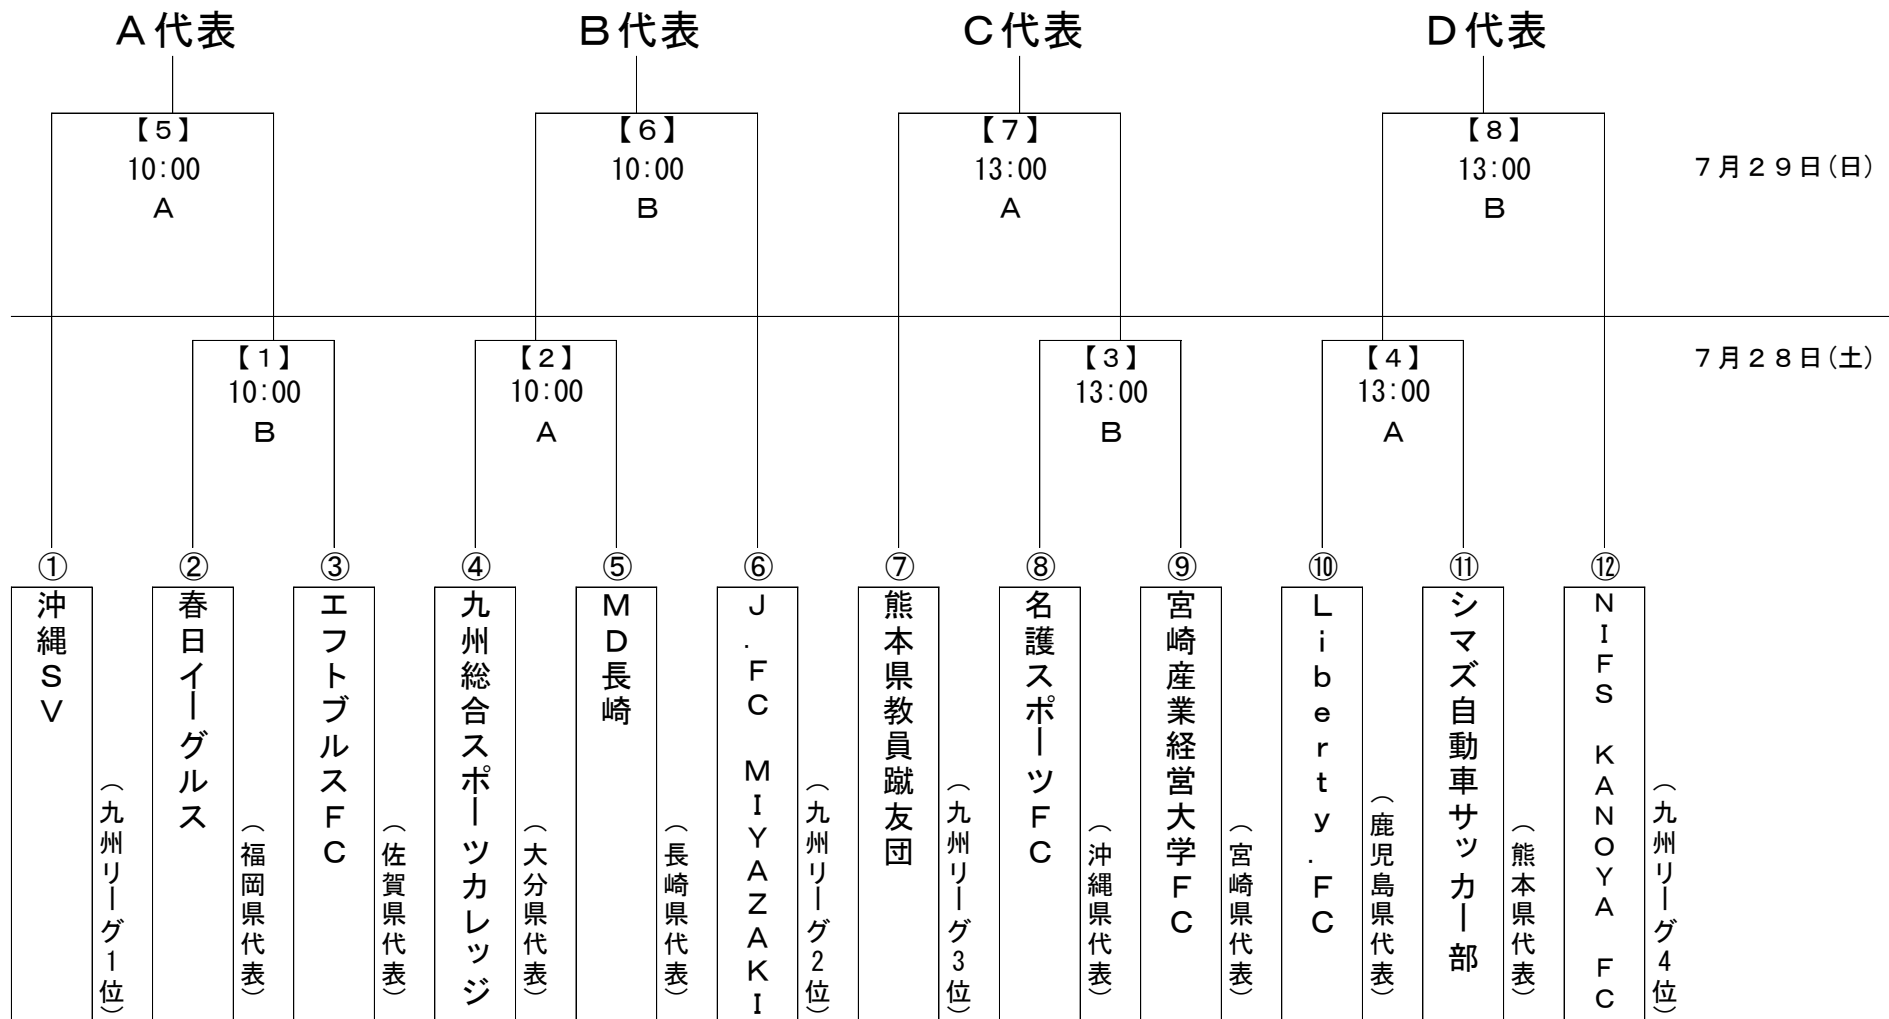 A代表
B代表
C代表
D代表
【5】
10:00
A
【6】
10:00
B
【7】
13:00
A
【8】
13:00
B
7月29日(日)
【1】
10:00
B
【2】
10:00
A
【3】
13:00
B
【4】
13:00
A
7月28日(土)
①
沖縄SV
(九州リーグ1位)
②
春日イーグルス
(福岡県代表)
③
エフトブルスFC
(佐賀県代表)
④
九州総合スポーツカレッジ
(大分県代表)
⑤
MD長崎
(長崎県代表)
⑥
J.FC MIYAZAKI
(九州リーグ2位)
⑦
熊本県教員蹴友団
(九州リーグ3位)
⑧
名護スポーツFC
(沖縄県代表)
⑨
宮崎産業経営大学FC
(宮崎県代表)
⑩
Liberty.FC
(鹿児島県代表)
⑪
シマズ自動車サッカー部
(熊本県代表)
⑫
NIFS KANOYA FC
(九州リーグ4位)